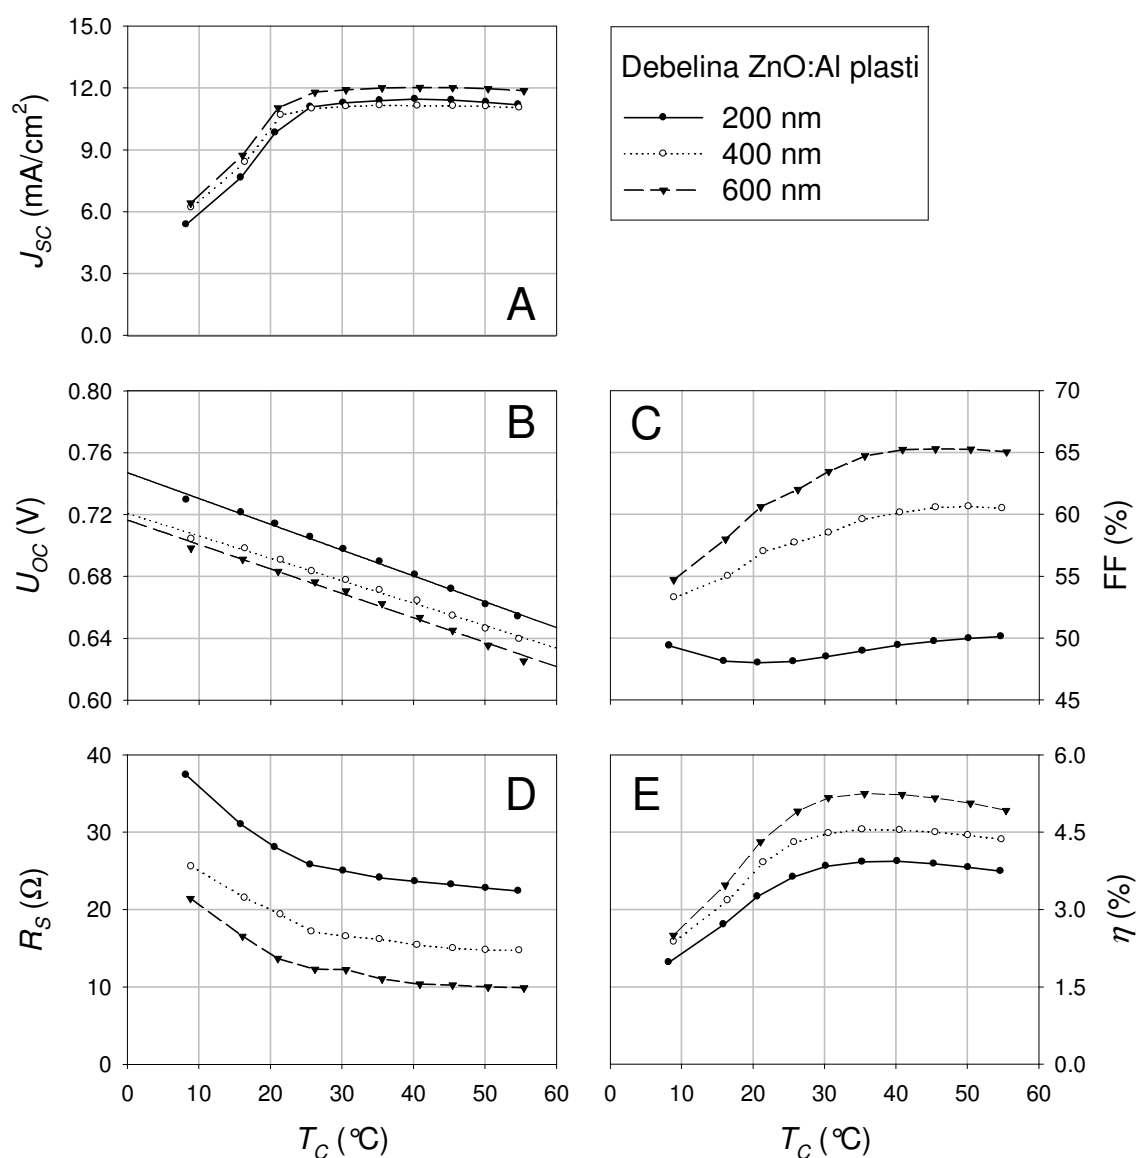 15.0
12.0
9.0
6.0
3.0
0.0
J_SC (mA/cm²)
A
Debelina ZnO:Al plasti
200 nm
400 nm
600 nm
0.80
0.76
0.72
0.68
0.64
0.60
U_OC (V)
B
C
70
65
60
55
50
45
FF (%)
40
30
20
10
0
R_S (Ω)
D
0 10 20 30 40 50 60
T_C (°C)
E
6.0
4.5
3.0
1.5
0.0
η (%)
0 10 20 30 40 50 60
T_C (°C)